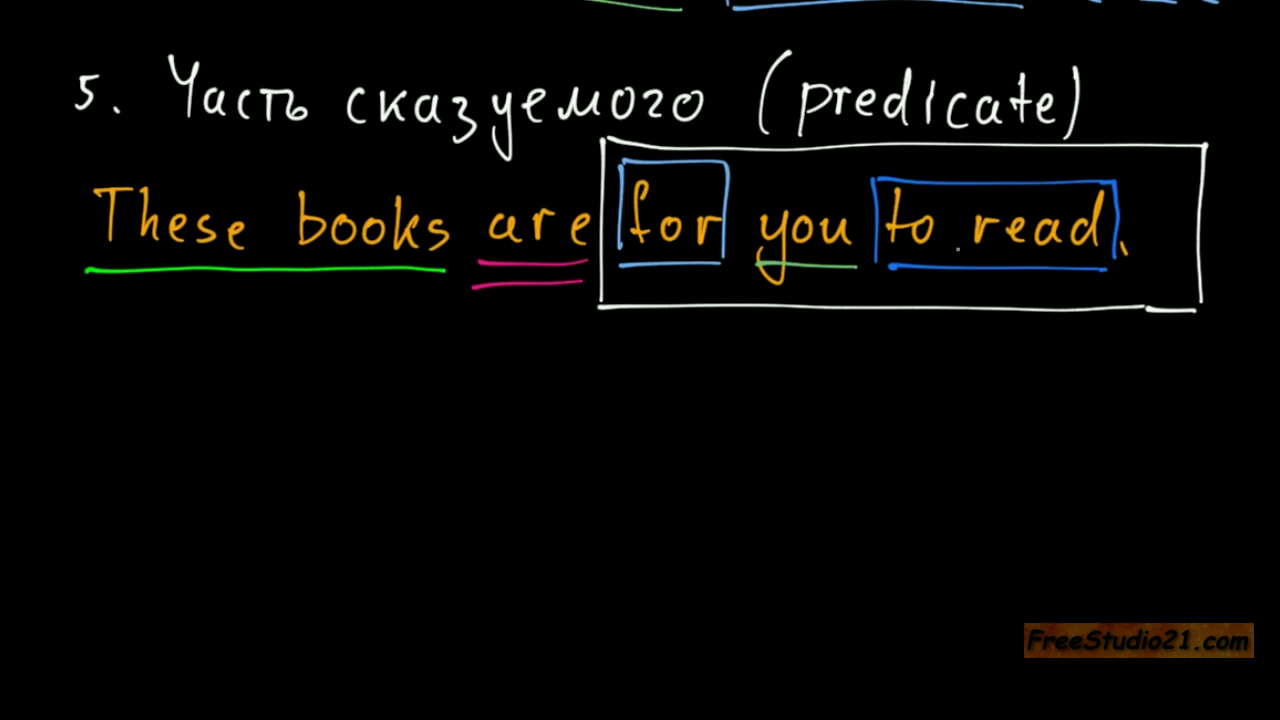 5. Часть сказуемого (predicate)
These books are for you to read.
FreeStudio21.com